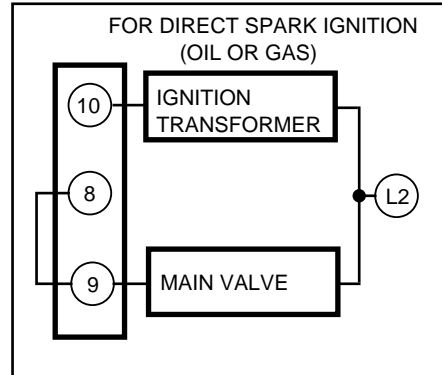 FOR DIRECT SPARK IGNITION
(OIL OR GAS)
10
IGNITION
TRANSFORMER
8
L2
9
MAIN VALVE